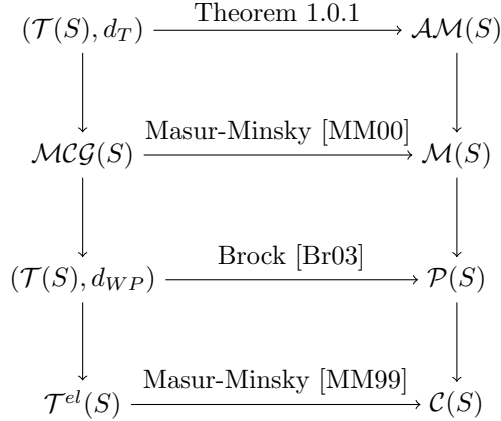 Theorem 1.0.1
(𝒯(S), d_T) 𝒜ℳ(S)
Masur-Minsky [MM00]
ℳ𝒞𝒢(S) ℳ(S)
Brock [Br03]
(𝒯(S), d_{WP}) 𝒫(S)
Masur-Minsky [MM99]
𝒯^{el}(S) 𝒞(S)